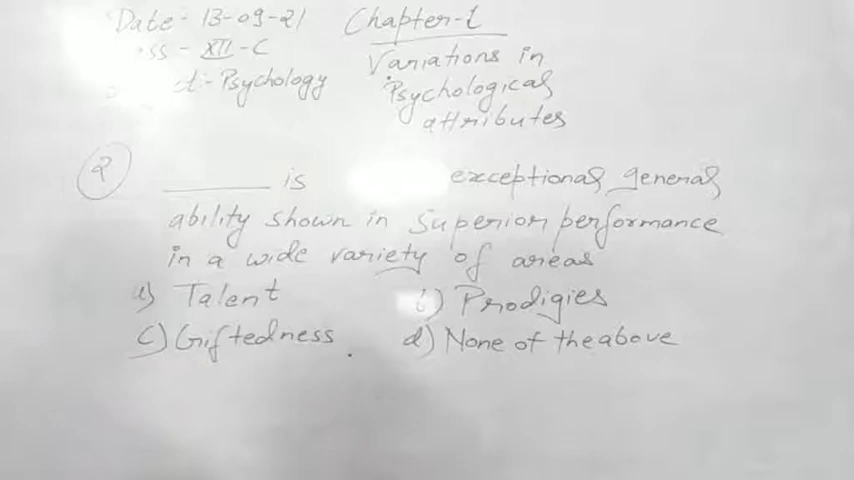 Date - 13-09-21 Chapter-1
ss - XII - C
Variations in
t:- Psychology
Psychological
attributes
2
______ is exceptional general
ability shown in superior performance
in a wide variety of areas
a) Talent b) Prodigies
c) Giftedness. d) None of the above